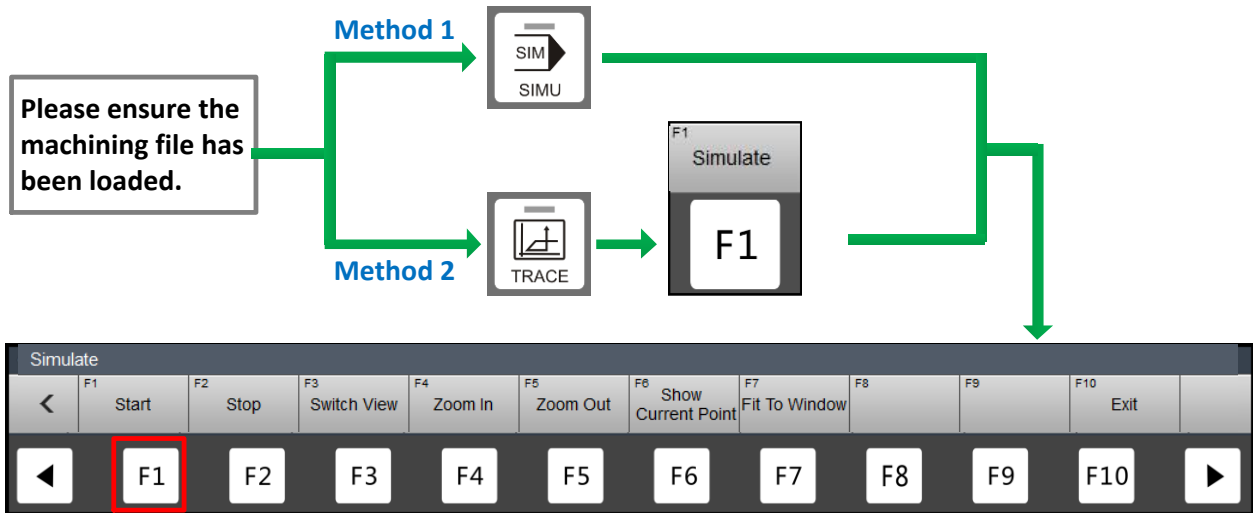 Method 1
SIM
SIMU
Please ensure the
machining file has
been loaded.
F1
Simulate
F1
Method 2
TRACE
Simulate
F1 Start F2 Stop F3 Switch View F4 Zoom In F5 Zoom Out F6 Show Current Point F7 Fit To Window F8 F9 F10 Exit
F1 F2 F3 F4 F5 F6 F7 F8 F9 F10